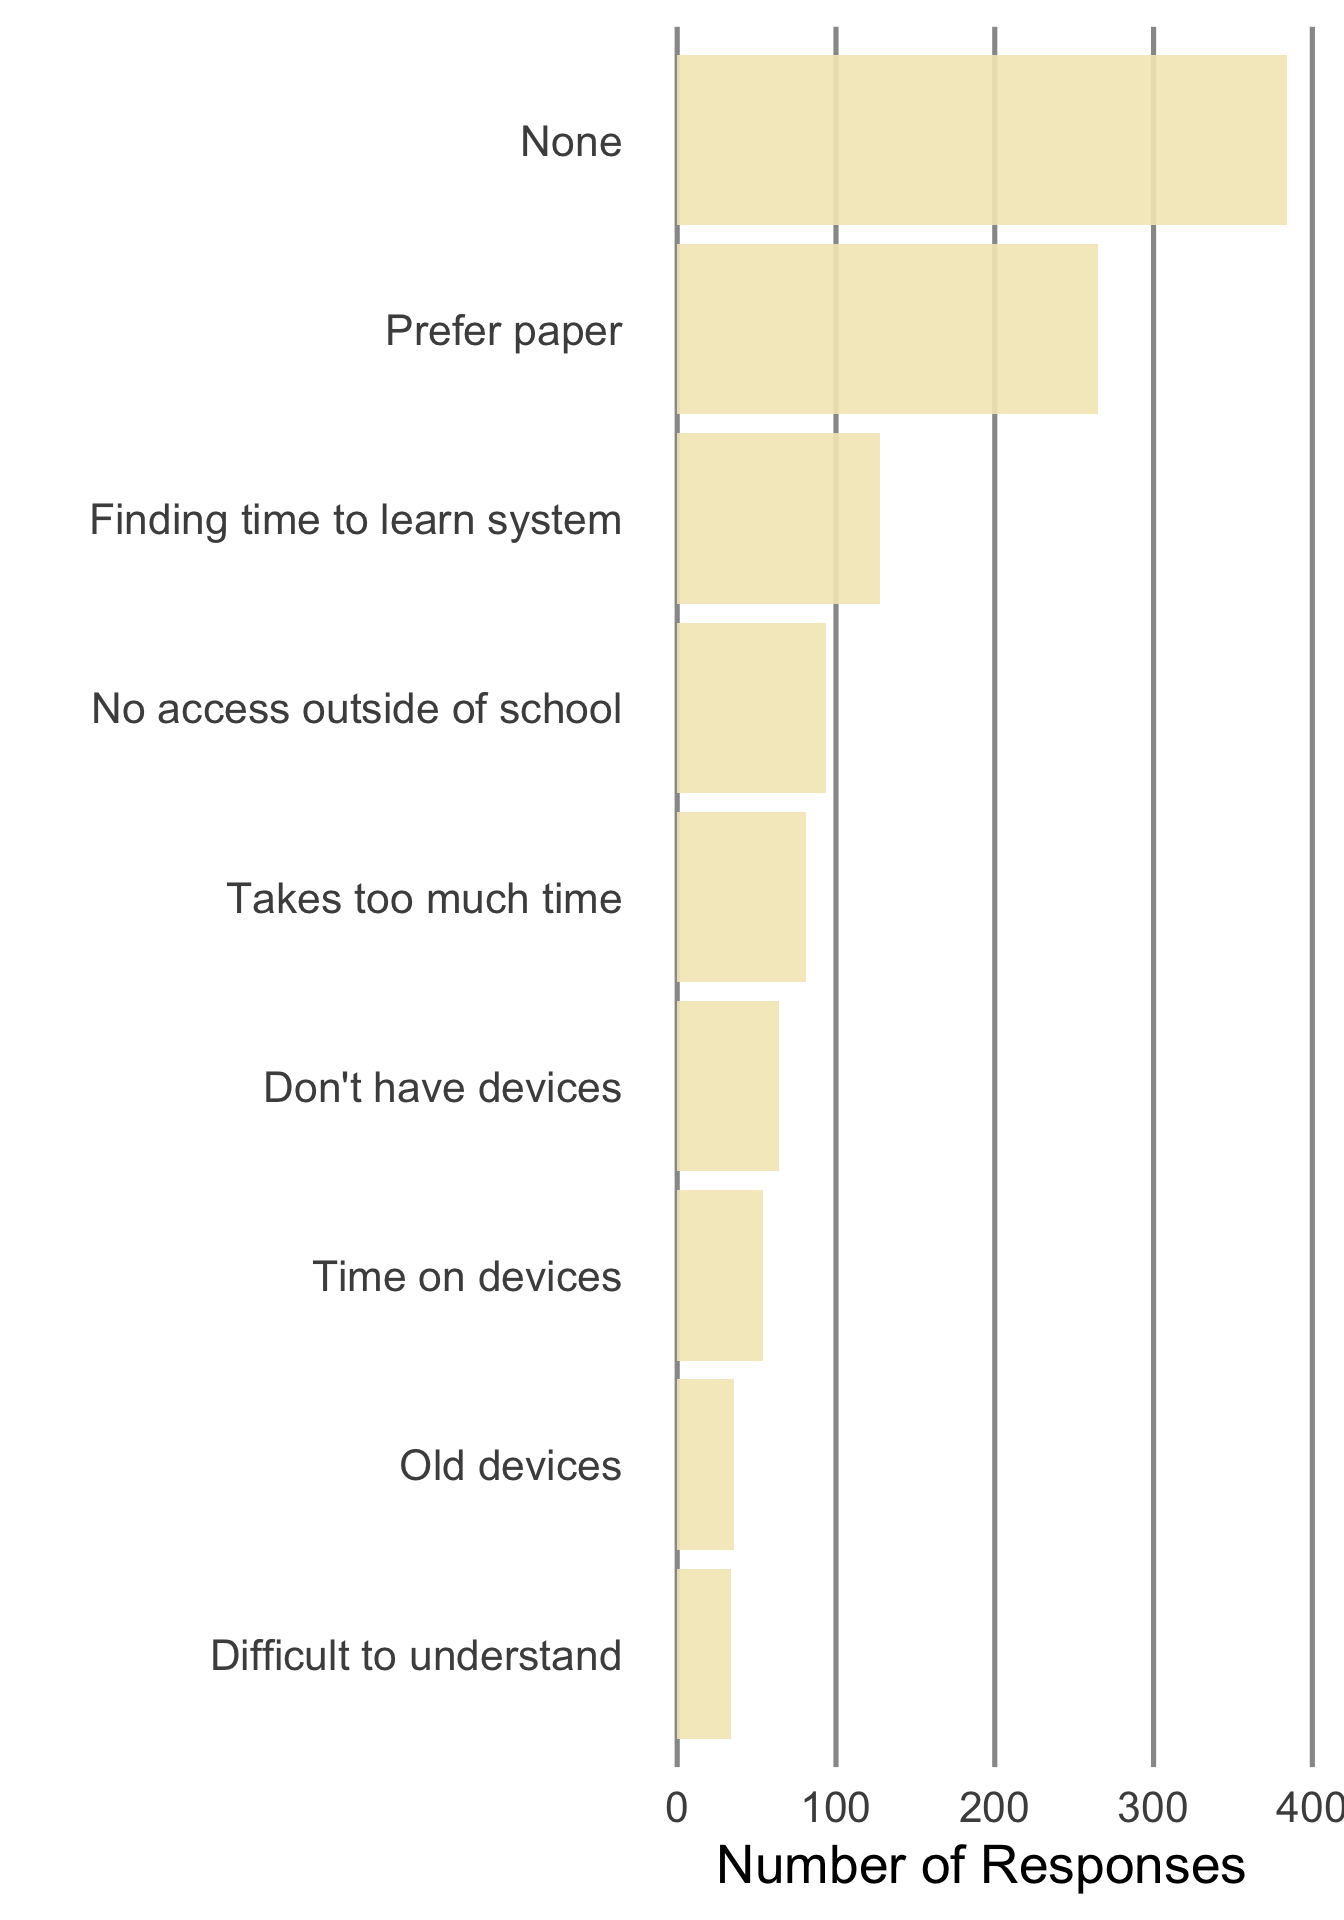 None
Prefer paper
Finding time to learn system
No access outside of school
Takes too much time
Don't have devices
Time on devices
Old devices
Difficult to understand
0 100 200 300 400
Number of Responses